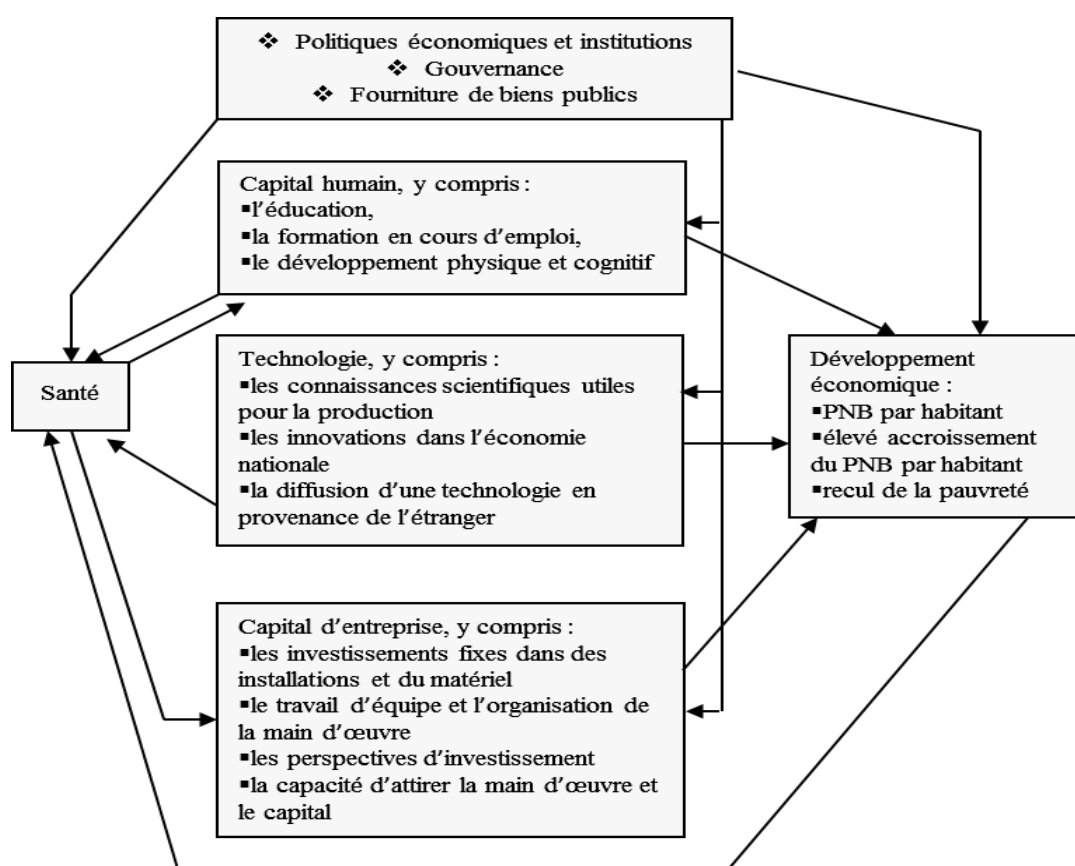 ❖ Politiques économiques et institutions
❖ Gouvernance
❖ Fourniture de biens publics
Capital humain, y compris :
▪l’éducation,
▪la formation en cours d’emploi,
▪le développement physique et cognitif
Santé
Technologie, y compris :
▪les connaissances scientifiques utiles
pour la production
▪les innovations dans l’économie
nationale
▪la diffusion d’une technologie en
provenance de l’étranger
Développement
économique :
▪PNB par habitant
▪élevé accroissement
du PNB par habitant
▪recul de la pauvreté
Capital d’entreprise, y compris :
▪les investissements fixes dans des
installations et du matériel
▪le travail d’équipe et l’organisation de
la main d’œuvre
▪les perspectives d’investissement
▪la capacité d’attirer la main d’œuvre et
le capital